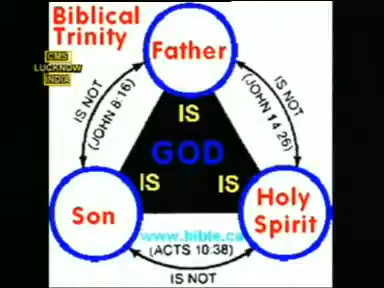 Biblical
Trinity
Father
CMS
LUCKNOW
INDIA
IS NOT
(JOHN 8:16)
IS NOT
(JOHN 14:26)
IS
GOD
IS
IS
Son
Holy
Spirit
www.bible.ca
(ACTS 10:38)
IS NOT